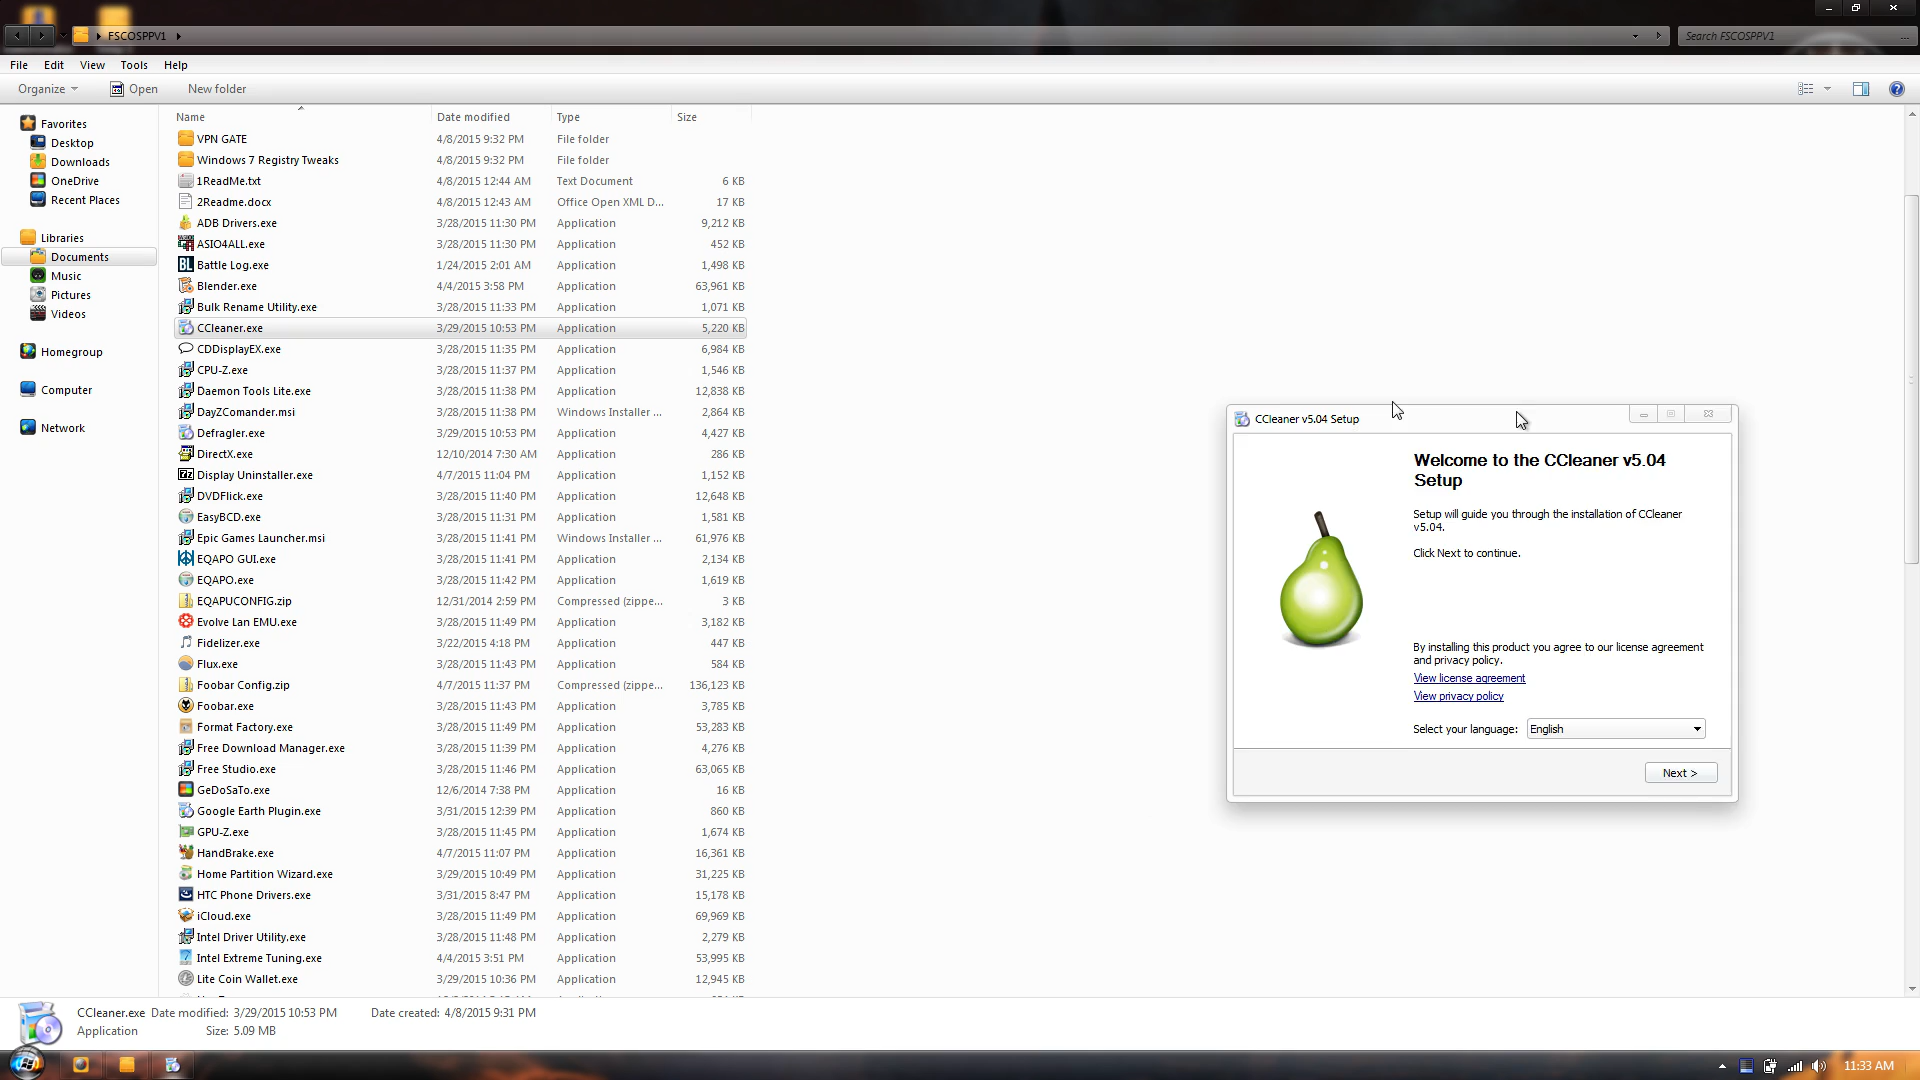 FSCOSPPV1
Search FSCOSPPV1
File Edit View Tools Help
Organize Open New folder
Favorites
Desktop
Downloads
OneDrive
Recent Places
Libraries
Documents
Music
Pictures
Videos
Homegroup
Computer
Network
Name Date modified Type Size
VPN GATE 4/8/2015 9:32 PM File folder
Windows 7 Registry Tweaks 4/8/2015 9:32 PM File folder
1ReadMe.txt 4/8/2015 12:44 AM Text Document 6 KB
2Readme.docx 4/8/2015 12:43 AM Office Open XML D... 17 KB
ADB Drivers.exe 3/28/2015 11:30 PM Application 9,212 KB
ASIO4ALL.exe 3/28/2015 11:30 PM Application 452 KB
BL Battle Log.exe 1/24/2015 2:01 AM Application 1,498 KB
Blender.exe 4/4/2015 3:58 PM Application 63,961 KB
Bulk Rename Utility.exe 3/28/2015 11:33 PM Application 1,071 KB
CCleaner.exe 3/29/2015 10:53 PM Application 5,220 KB
CDDisplayEX.exe 3/28/2015 11:35 PM Application 6,984 KB
CPU-Z.exe 3/28/2015 11:37 PM Application 1,546 KB
Daemon Tools Lite.exe 3/28/2015 11:38 PM Application 12,838 KB
DayZComander.msi 3/28/2015 11:38 PM Windows Installer ... 2,864 KB
Defragler.exe 3/29/2015 10:53 PM Application 4,427 KB
DirectX.exe 12/10/2014 7:30 AM Application 286 KB
7z Display Uninstaller.exe 4/7/2015 11:04 PM Application 1,152 KB
DVDFlick.exe 3/28/2015 11:40 PM Application 12,648 KB
EasyBCD.exe 3/28/2015 11:31 PM Application 1,581 KB
Epic Games Launcher.msi 3/28/2015 11:41 PM Windows Installer ... 61,976 KB
EQAPO GUI.exe 3/28/2015 11:41 PM Application 2,134 KB
EQAPO.exe 3/28/2015 11:42 PM Application 1,619 KB
EQAPUCONFIG.zip 12/31/2014 2:59 PM Compressed (zippe... 3 KB
Evolve Lan EMU.exe 3/28/2015 11:49 PM Application 3,182 KB
Fidelizer.exe 3/22/2015 4:18 PM Application 447 KB
Flux.exe 3/28/2015 11:43 PM Application 584 KB
Foobar Config.zip 4/7/2015 11:37 PM Compressed (zippe... 136,123 KB
Foobar.exe 3/28/2015 11:43 PM Application 3,785 KB
Format Factory.exe 3/28/2015 11:49 PM Application 53,283 KB
Free Download Manager.exe 3/28/2015 11:39 PM Application 4,276 KB
Free Studio.exe 3/28/2015 11:46 PM Application 63,065 KB
GeDoSaTo.exe 12/6/2014 7:38 PM Application 16 KB
Google Earth Plugin.exe 3/31/2015 12:39 PM Application 860 KB
GPU-Z.exe 3/28/2015 11:45 PM Application 1,674 KB
HandBrake.exe 4/7/2015 11:07 PM Application 16,361 KB
Home Partition Wizard.exe 3/29/2015 10:49 PM Application 31,225 KB
HTC Phone Drivers.exe 3/31/2015 8:47 PM Application 15,178 KB
iCloud.exe 3/28/2015 11:49 PM Application 69,969 KB
Intel Driver Utility.exe 3/28/2015 11:48 PM Application 2,279 KB
Intel Extreme Tuning.exe 4/4/2015 3:51 PM Application 53,995 KB
Lite Coin Wallet.exe 3/29/2015 10:36 PM Application 12,945 KB
CCleaner v5.04 Setup
Welcome to the CCleaner v5.04
Setup
Setup will guide you through the installation of CCleaner
v5.04.
Click Next to continue.
By installing this product you agree to our license agreement
and privacy policy.
View license agreement
View privacy policy
Select your language: English
Next >
CCleaner.exe Date modified: 3/29/2015 10:53 PM Date created: 4/8/2015 9:31 PM
Application Size: 5.09 MB
11:33 AM